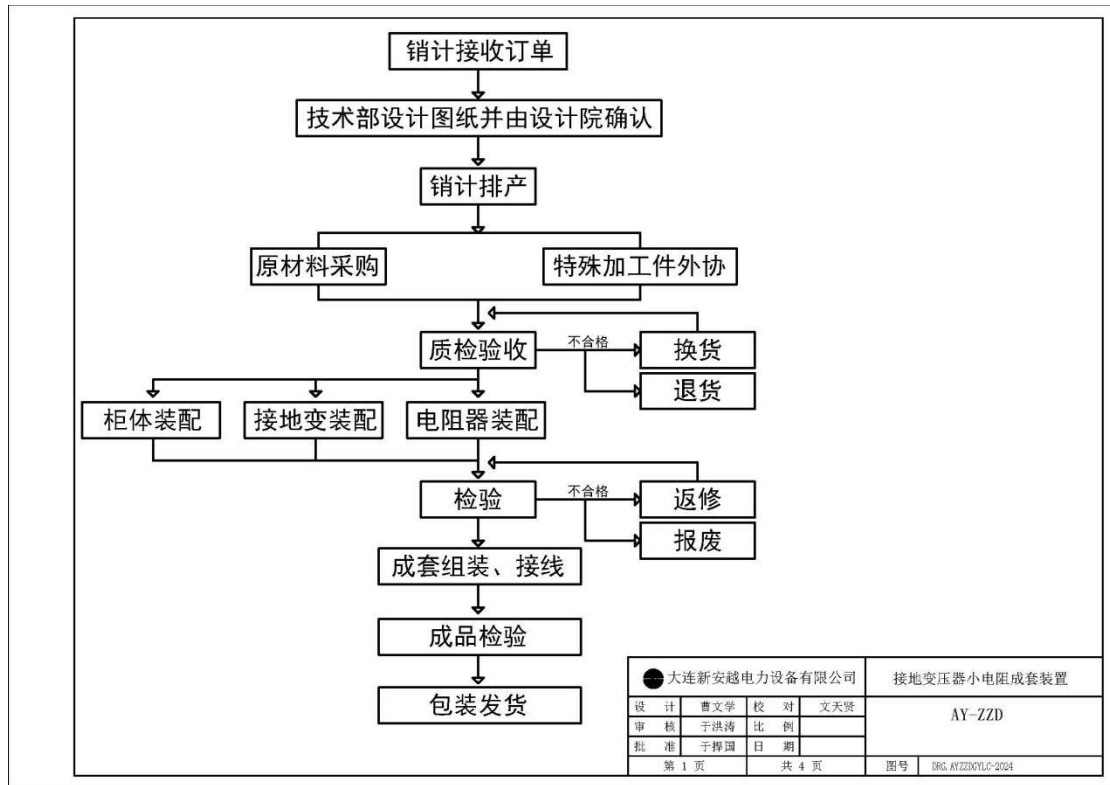 销计接收订单
技术部设计图纸并由设计院确认
销计排产
原材料采购 特殊加工件外协
质检验收 不合格 换货
退货
柜体装配 接地变装配 电阻器装配
检验 不合格 返修
报废
成套组装、接线
成品检验
包装发货
大连新安越电力设备有限公司 接地变压器小电阻成套装置
设 计 曹文学 校 对 文天贤 AY-ZZD
审 核 于洪涛 比 例
批 准 于捍国 日 期
第 1 页 共 4 页 图号 DRG.AYZZDGYLC-2024